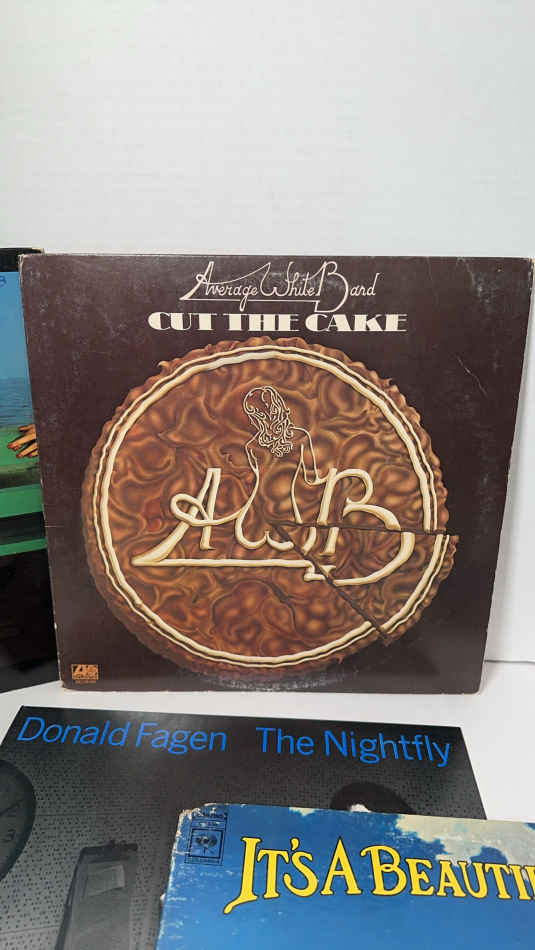 Average White Band
CUT THE CAKE
AWB
Donald Fagen The Nightfly
IT'S A BEAUTI